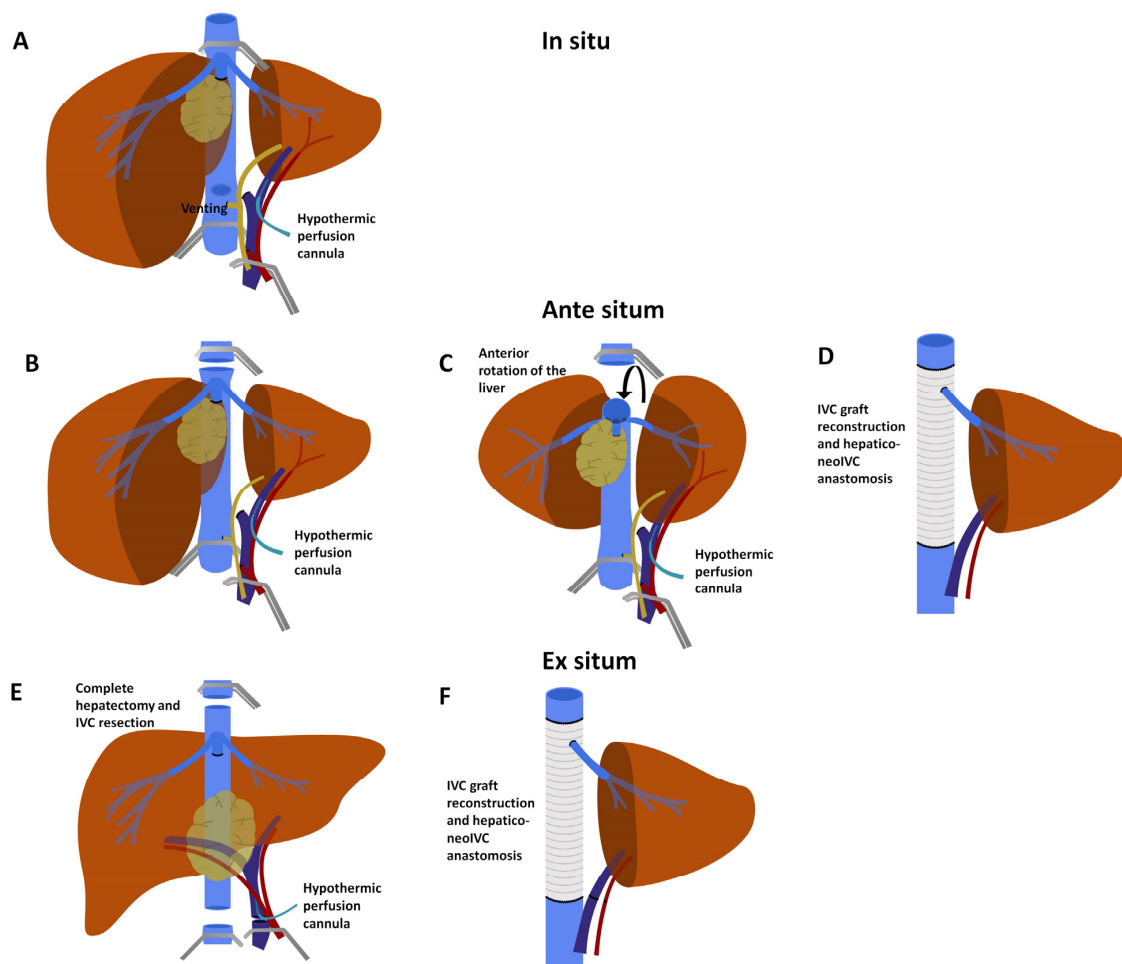 A
In situ
Venting
Hypothermic
perfusion
cannula
Ante situm
B
Hypothermic
perfusion
cannula
C
Anterior
rotation of the
liver
Hypothermic
perfusion
cannula
D
IVC graft
reconstruction
and hepatico-
neoIVC
anastomosis
Ex situm
E
Complete
hepatectomy and
IVC resection
Hypothermic
perfusion
cannula
F
IVC graft
reconstruction
and hepatico-
neoIVC
anastomosis